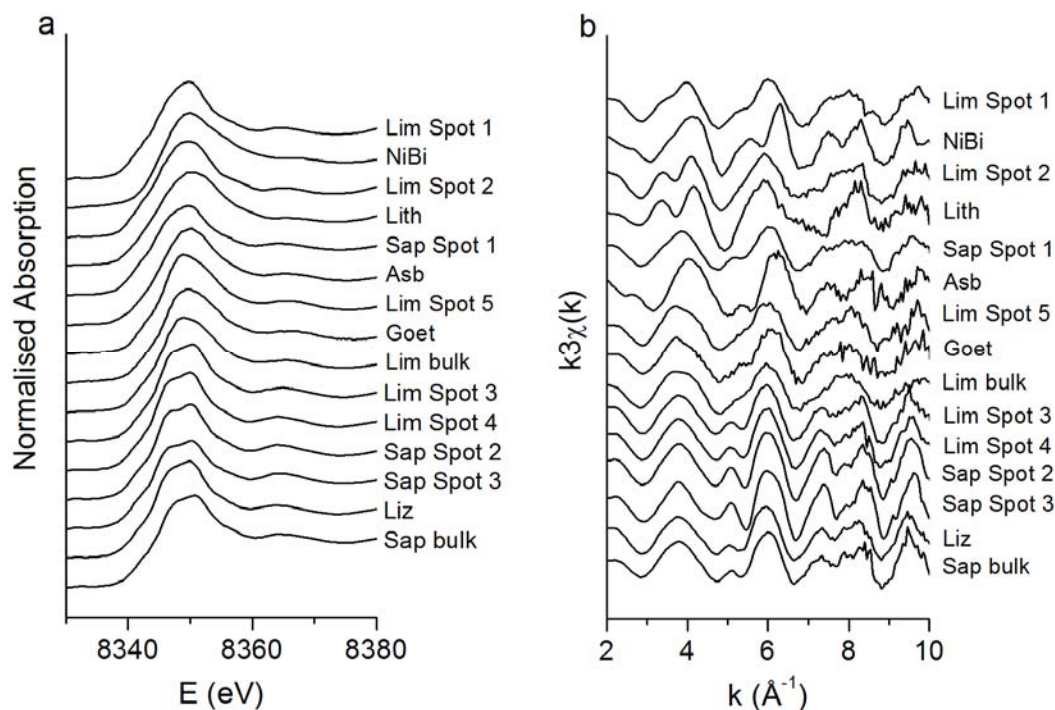 a
Normalised Absorption
Lim Spot 1
NiBi
Lim Spot 2
Lith
Sap Spot 1
Asb
Lim Spot 5
Goet
Lim bulk
Lim Spot 3
Lim Spot 4
Sap Spot 2
Sap Spot 3
Liz
Sap bulk
8340
8360
8380
E (eV)
b
k3χ(k)
Lim Spot 1
NiBi
Lim Spot 2
Lith
Sap Spot 1
Asb
Lim Spot 5
Goet
Lim bulk
Lim Spot 3
Lim Spot 4
Sap Spot 2
Sap Spot 3
Liz
Sap bulk
2
4
6
8
10
k (Å⁻¹)